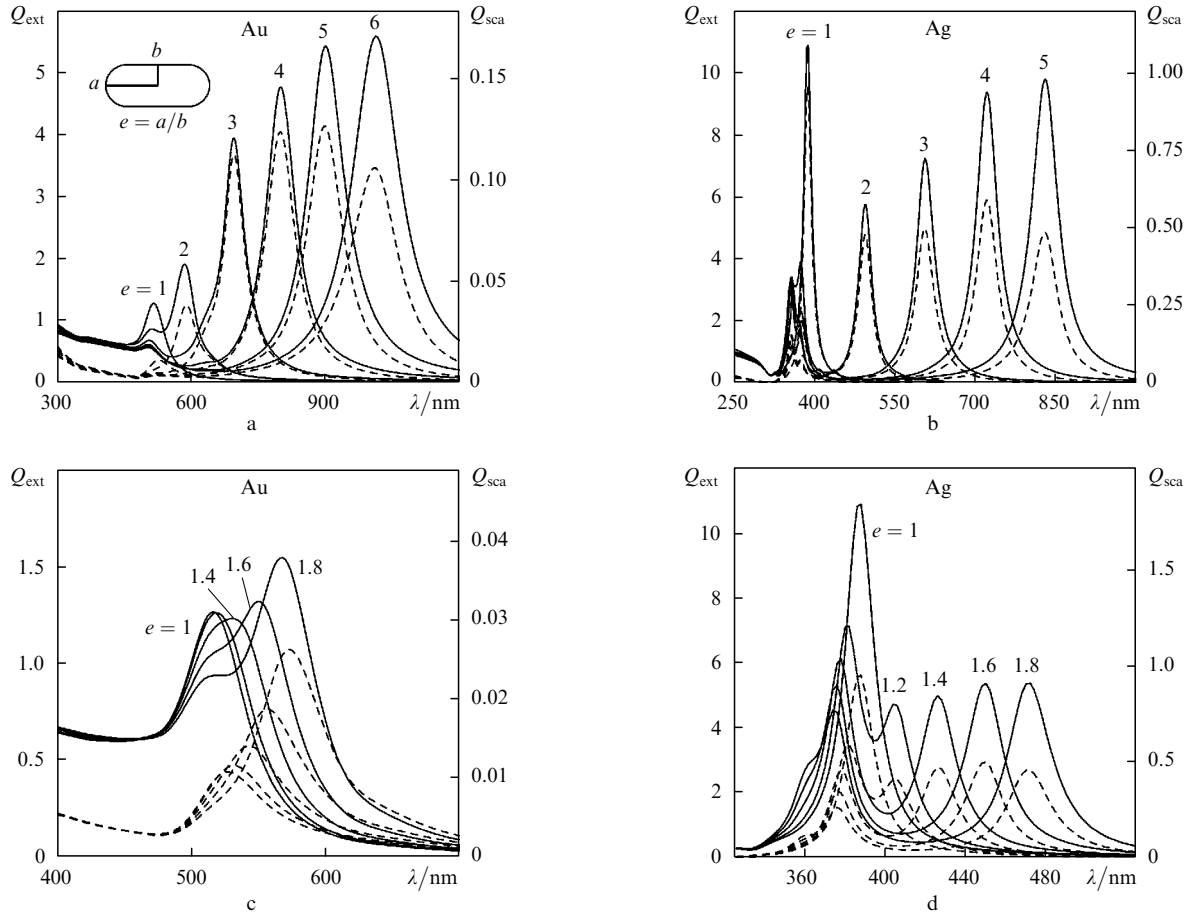 Q_ext Au Q_sca
6
5
b
5 4
a
e = a/b
0.15
4 3
3 0.10
2 2
e = 1
0.05
1
0 0
300 600 900 λ/nm
a
Q_ext e = 1 Ag Q_sca
10 1.00
5
4
8
3 0.75
6 2
0.50
4
0.25
2
0 0
250 400 550 700 850 λ/nm
b
Q_ext Au Q_sca
0.04
1.5 1.6 1.8
1.4
0.03
e = 1
1.0
0.02
0.5
0.01
0 0
400 500 600 λ/nm
c
Q_ext Ag Q_sca
10 e = 1
1.5
8
6
1.2 1.4 1.6 1.8 1.0
4
0.5
2
0 0
360 400 440 480 λ/nm
d